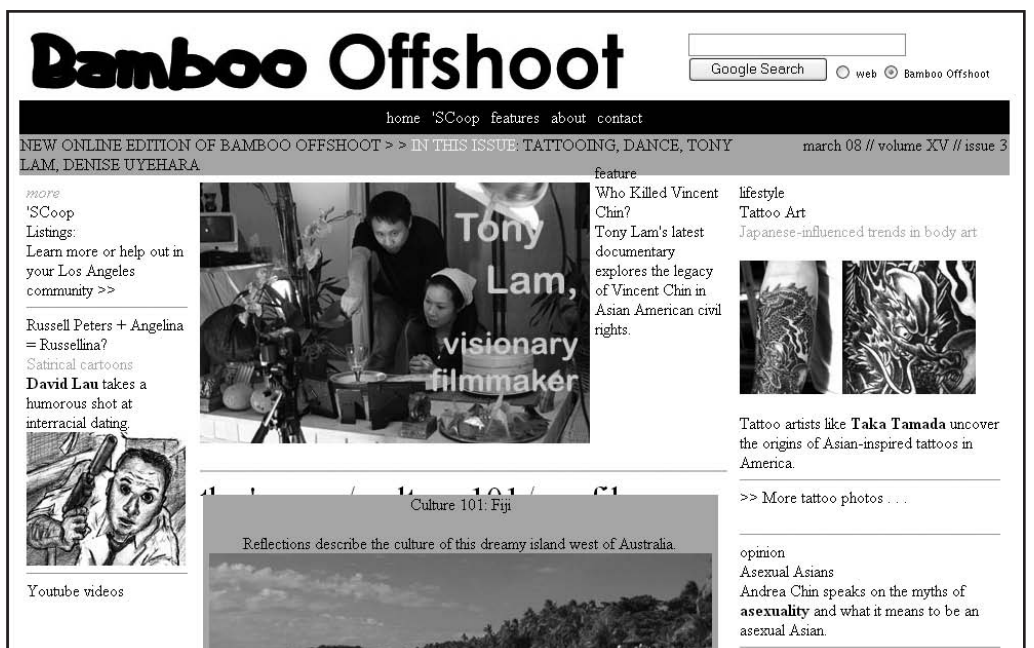 Bamboo Offshoot
Google Search
web
Bamboo Offshoot
home 'SCoop features about contact
NEW ONLINE EDITION OF BAMBOO OFFSHOOT > > IN THIS ISSUE: TATTOOING, DANCE, TONY
LAM, DENISE UYEHARA
march 08 // volume XV // issue 3
more
'SCoop
Listings:
Learn more or help out in
your Los Angeles
community >>
Russell Peters + Angelina
= Russellina?
Satirical cartoons
David Lau takes a
humorous shot at
interracial dating.
Youtube videos
Tony
Lam,
visionary
filmmaker
feature
Who Killed Vincent
Chin?
Tony Lam's latest
documentary
explores the legacy
of Vincent Chin in
Asian American civil
rights.
Culture 101: Fiji
Reflections describe the culture of this dreamy island west of Australia.
lifestyle
Tattoo Art
Japanese-influenced trends in body art
Tattoo artists like Taka Tamada uncover
the origins of Asian-inspired tattoos in
America.
>> More tattoo photos . . .
opinion
Asexual Asians
Andrea Chin speaks on the myths of
asexuality and what it means to be an
asexual Asian.